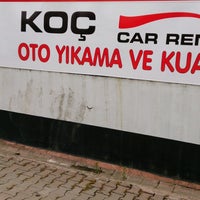 KOÇ
CAR REN
OTO YIKAMA VE KUA